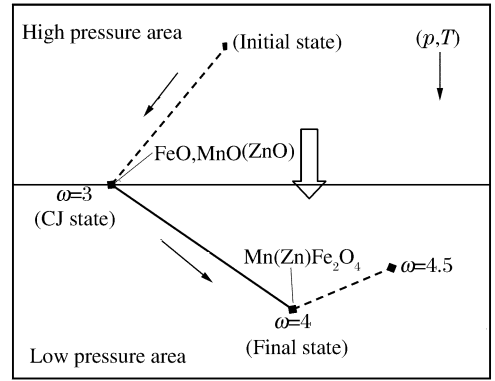 High pressure area
(Initial state)
(p,T)
FeO,MnO(ZnO)
ω=3
(CJ state)
Mn(Zn)Fe₂O₄
ω=4.5
ω=4
(Final state)
Low pressure area